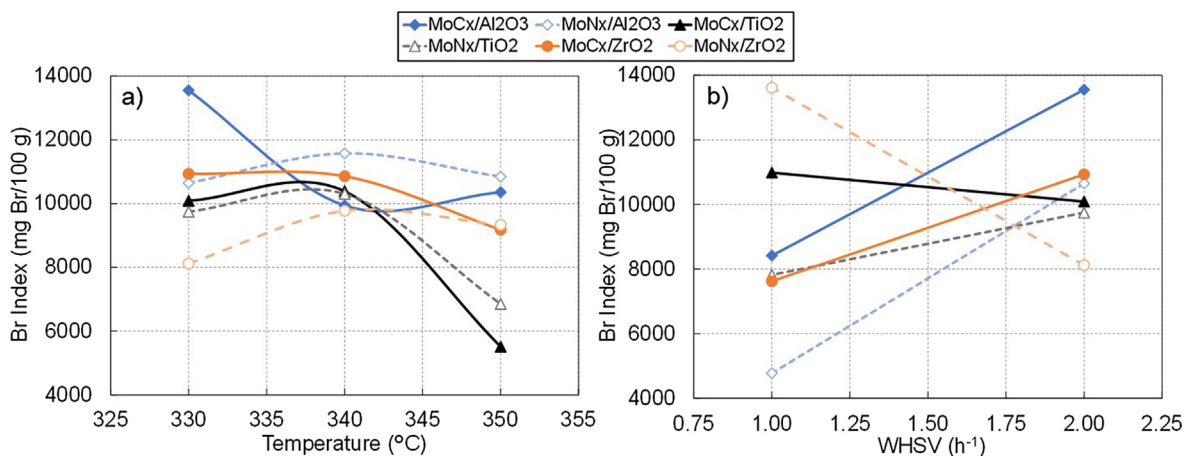 MoCx/Al2O3 MoNx/Al2O3 MoCx/TiO2
MoNx/TiO2 MoCx/ZrO2 MoNx/ZrO2
a)
Br Index (mg Br/100 g)
14000
12000
10000
8000
6000
4000
325 330 335 340 345 350 355
Temperature (°C)
b)
Br Index (mg Br/100 g)
14000
12000
10000
8000
6000
4000
0.75 1.00 1.25 1.50 1.75 2.00 2.25
WHSV (h⁻¹)